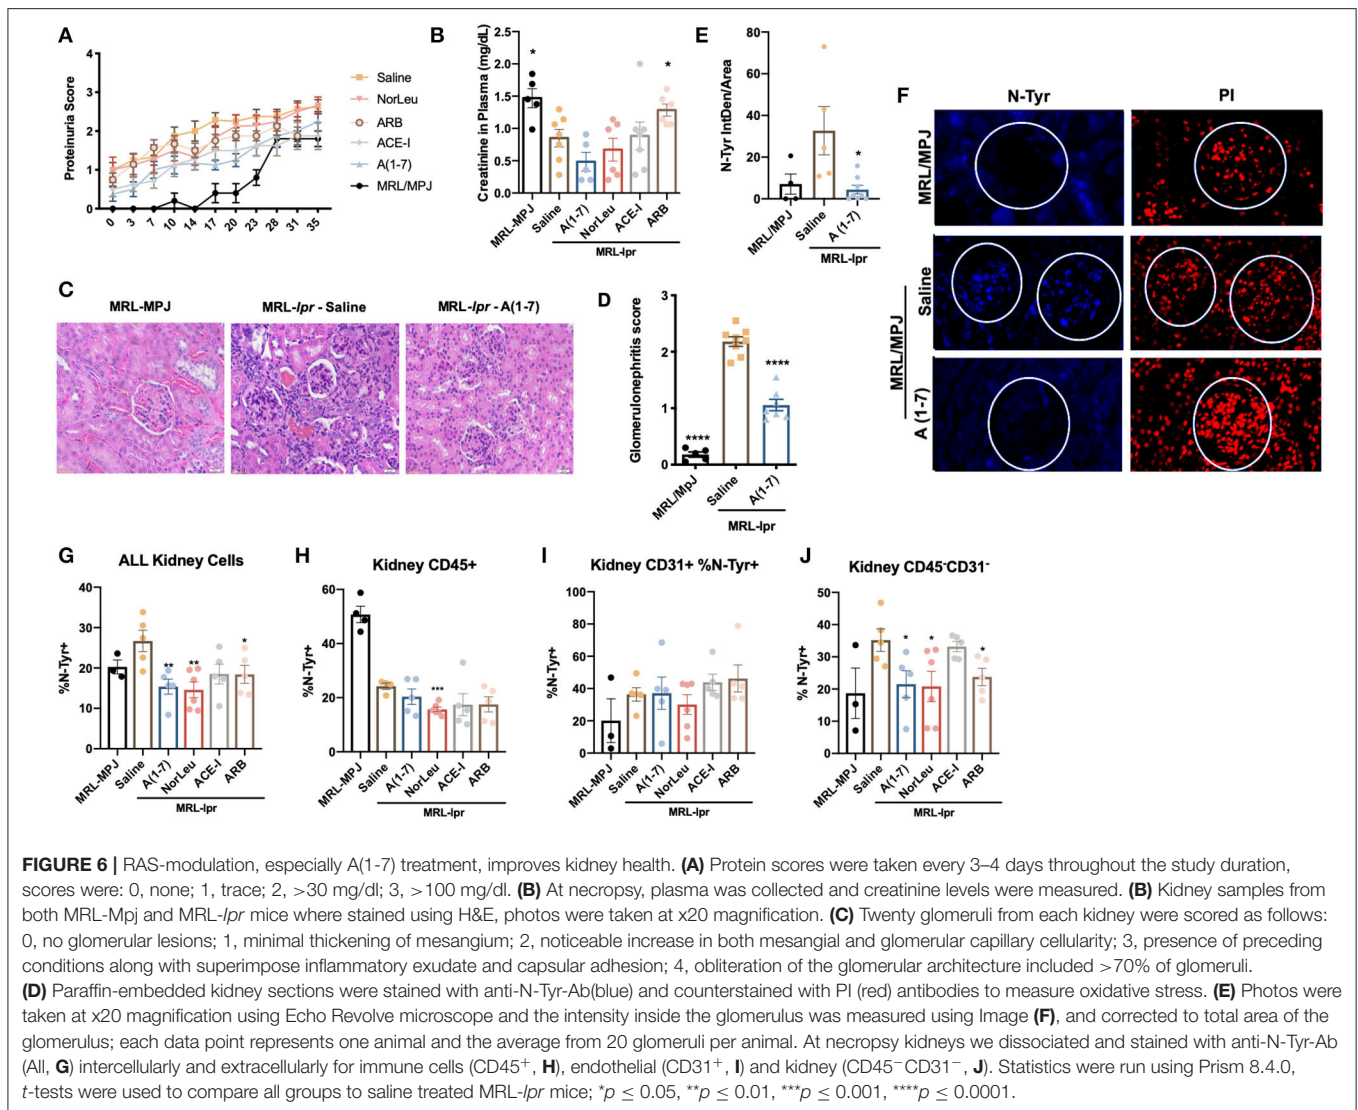 A
Proteinuria Score
4
3
2
1
0
0 3 7 10 14 17 20 23 28 31 35
Saline
NorLeu
ARB
ACE-I
A(1-7)
MRL/MPJ
B
Creatinine in Plasma (mg/dL)
2.5
2.0
1.5
1.0
0.5
0.0
* *
MRL-MPJ Saline A(1-7) NorLeu ACE-I ARB
MRL-lpr
E
N-Tyr IntDen/Area
80
60
40
20
0
*
MRL/MPJ Saline A (1-7)
MRL-lpr
F
N-Tyr PI
MRL/MPJ
Saline
A (1-7)
MRL/MPJ
C
MRL-MPJ MRL-lpr - Saline MRL-lpr - A(1-7)
D
Glomerulonephritis score
3
2
1
0
**** ****
MRL/MpJ Saline A(1-7)
MRL-lpr
G
ALL Kidney Cells
%N-Tyr+
40
30
20
10
0
** ** *
MRL-MPJ Saline A(1-7) NorLeu ACE-I ARB
MRL-lpr
H
Kidney CD45+
%N-Tyr+
60
40
20
0
***
MRL-MPJ Saline A(1-7) NorLeu ACE-I ARB
MRL-lpr
I
Kidney CD31+ %N-Tyr+
%N-Tyr+
100
80
60
40
20
0
MRL-MPJ Saline A(1-7) NorLeu ACE-I ARB
MRL-lpr
J
Kidney CD45-CD31-
% N-Tyr+
50
40
30
20
10
0
* * *
MRL-MPJ Saline A(1-7) NorLeu ACE-I ARB
MRL-lpr
FIGURE 6 | RAS-modulation, especially A(1-7) treatment, improves kidney health. (A) Protein scores were taken every 3–4 days throughout the study duration,
scores were: 0, none; 1, trace; 2, >30 mg/dl; 3, >100 mg/dl. (B) At necropsy, plasma was collected and creatinine levels were measured. (B) Kidney samples from
both MRL-Mpj and MRL-lpr mice where stained using H&E, photos were taken at x20 magnification. (C) Twenty glomeruli from each kidney were scored as follows:
0, no glomerular lesions; 1, minimal thickening of mesangium; 2, noticeable increase in both mesangial and glomerular capillary cellularity; 3, presence of preceding
conditions along with superimpose inflammatory exudate and capsular adhesion; 4, obliteration of the glomerular architecture included >70% of glomeruli.
(D) Paraffin-embedded kidney sections were stained with anti-N-Tyr-Ab(blue) and counterstained with PI (red) antibodies to measure oxidative stress. (E) Photos were
taken at x20 magnification using Echo Revolve microscope and the intensity inside the glomerulus was measured using Image (F), and corrected to total area of the
glomerulus; each data point represents one animal and the average from 20 glomeruli per animal. At necropsy kidneys we dissociated and stained with anti-N-Tyr-Ab
(All, G) intercellularly and extracellularly for immune cells (CD45+, H), endothelial (CD31+, I) and kidney (CD45−CD31−, J). Statistics were run using Prism 8.4.0,
t-tests were used to compare all groups to saline treated MRL-lpr mice; *p ≤ 0.05, **p ≤ 0.01, ***p ≤ 0.001, ****p ≤ 0.0001.